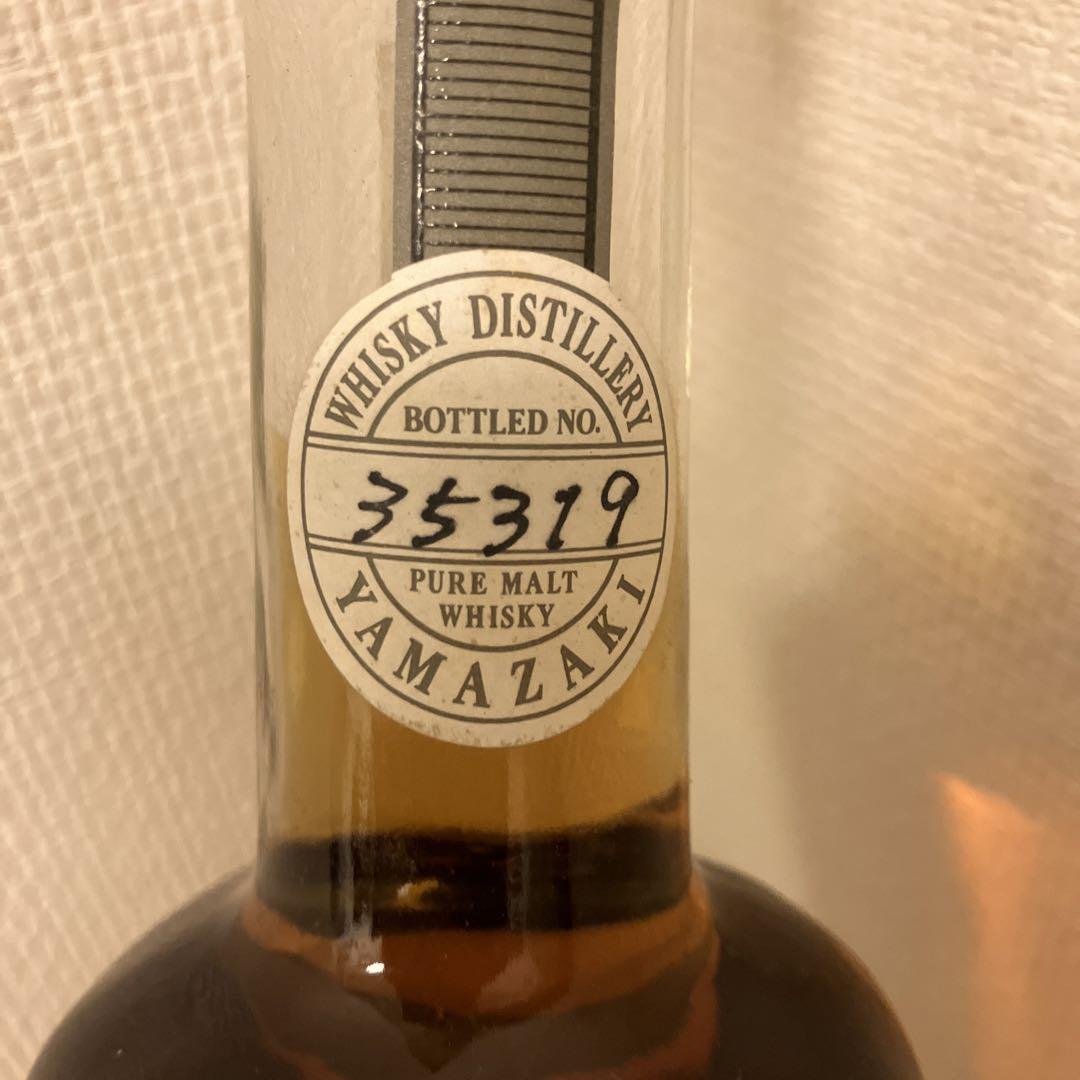 WHISKY DISTILLERY
BOTTLED NO.
35319
PURE MALT
WHISKY
YAMAZAKI